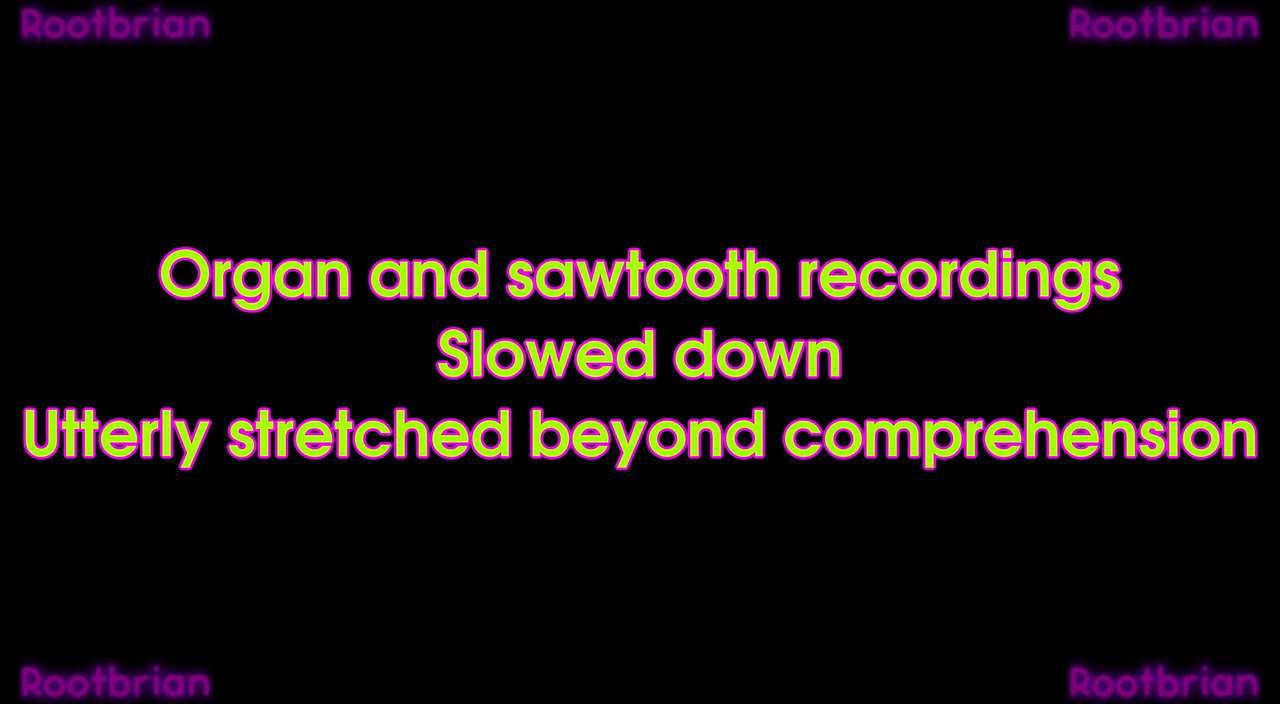 Rootbrian Rootbrian
Organ and sawtooth recordings
Slowed down
Utterly stretched beyond comprehension
Rootbrian Rootbrian